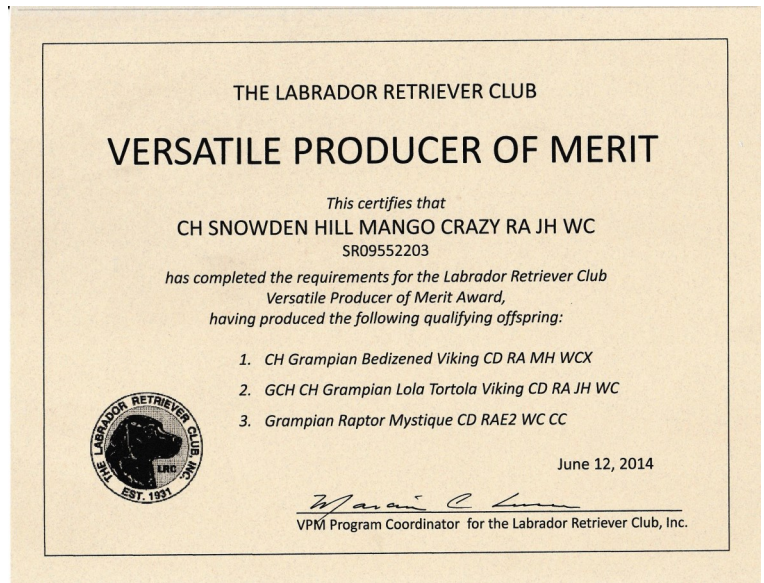 THE LABRADOR RETRIEVER CLUB
VERSATILE PRODUCER OF MERIT
This certifies that
CH SNOWDEN HILL MANGO CRAZY RA JH WC
SR09552203
has completed the requirements for the Labrador Retriever Club
Versatile Producer of Merit Award,
having produced the following qualifying offspring:
1. CH Grampian Bedizened Viking CD RA MH WCX
2. GCH CH Grampian Lola Tortola Viking CD RA JH WC
3. Grampian Raptor Mystique CD RAE2 WC CC
THE LABRADOR RETRIEVER CLUB, INC.
LRC
EST. 1931
June 12, 2014
VPM Program Coordinator for the Labrador Retriever Club, Inc.